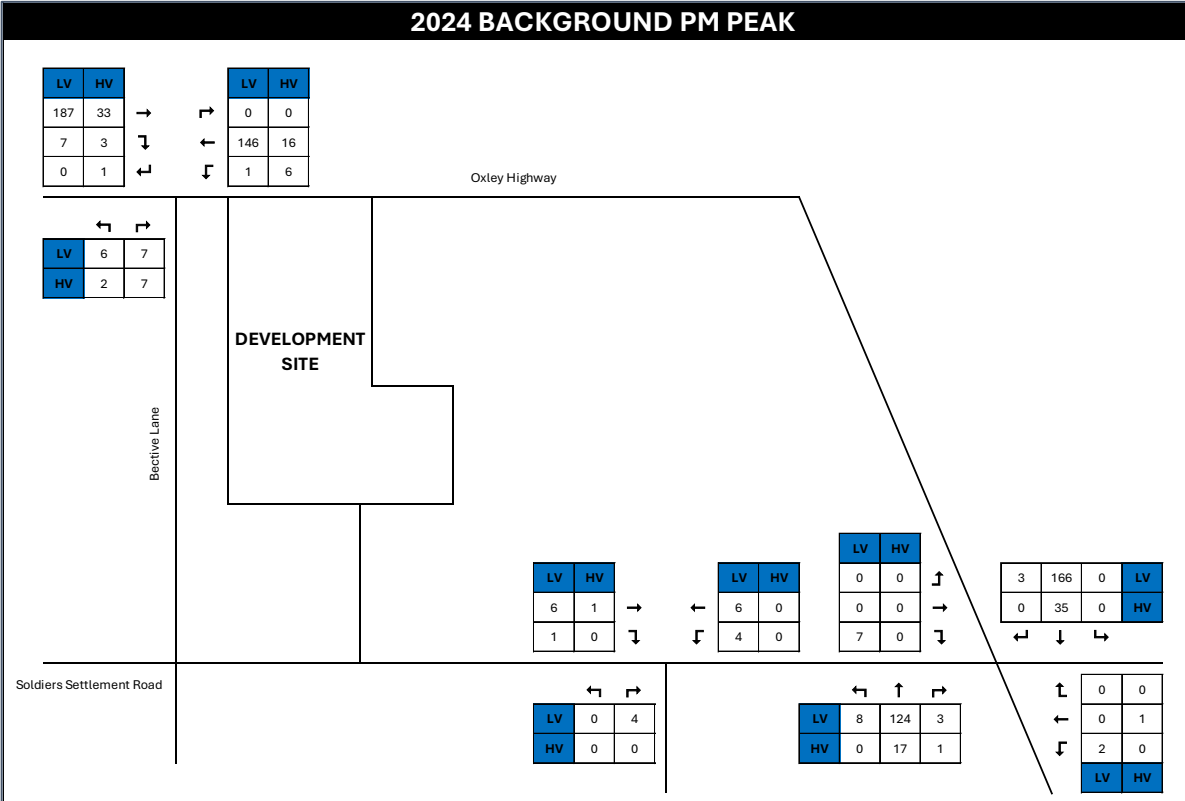 2024 BACKGROUND PM PEAK
LV HV
187 33
7 3
0 1
LV HV
0 0
146 16
1 6
Oxley Highway
LV 6 7
HV 2 7
DEVELOPMENT
SITE
Bective Lane
LV HV
6 1
1 0
LV HV
6 0
4 0
LV HV
0 0
0 0
7 0
3 166 0 LV
0 35 0 HV
Soldiers Settlement Road
LV 0 4
HV 0 0
LV 8 124 3
HV 0 17 1
0 0
0 1
2 0
LV HV